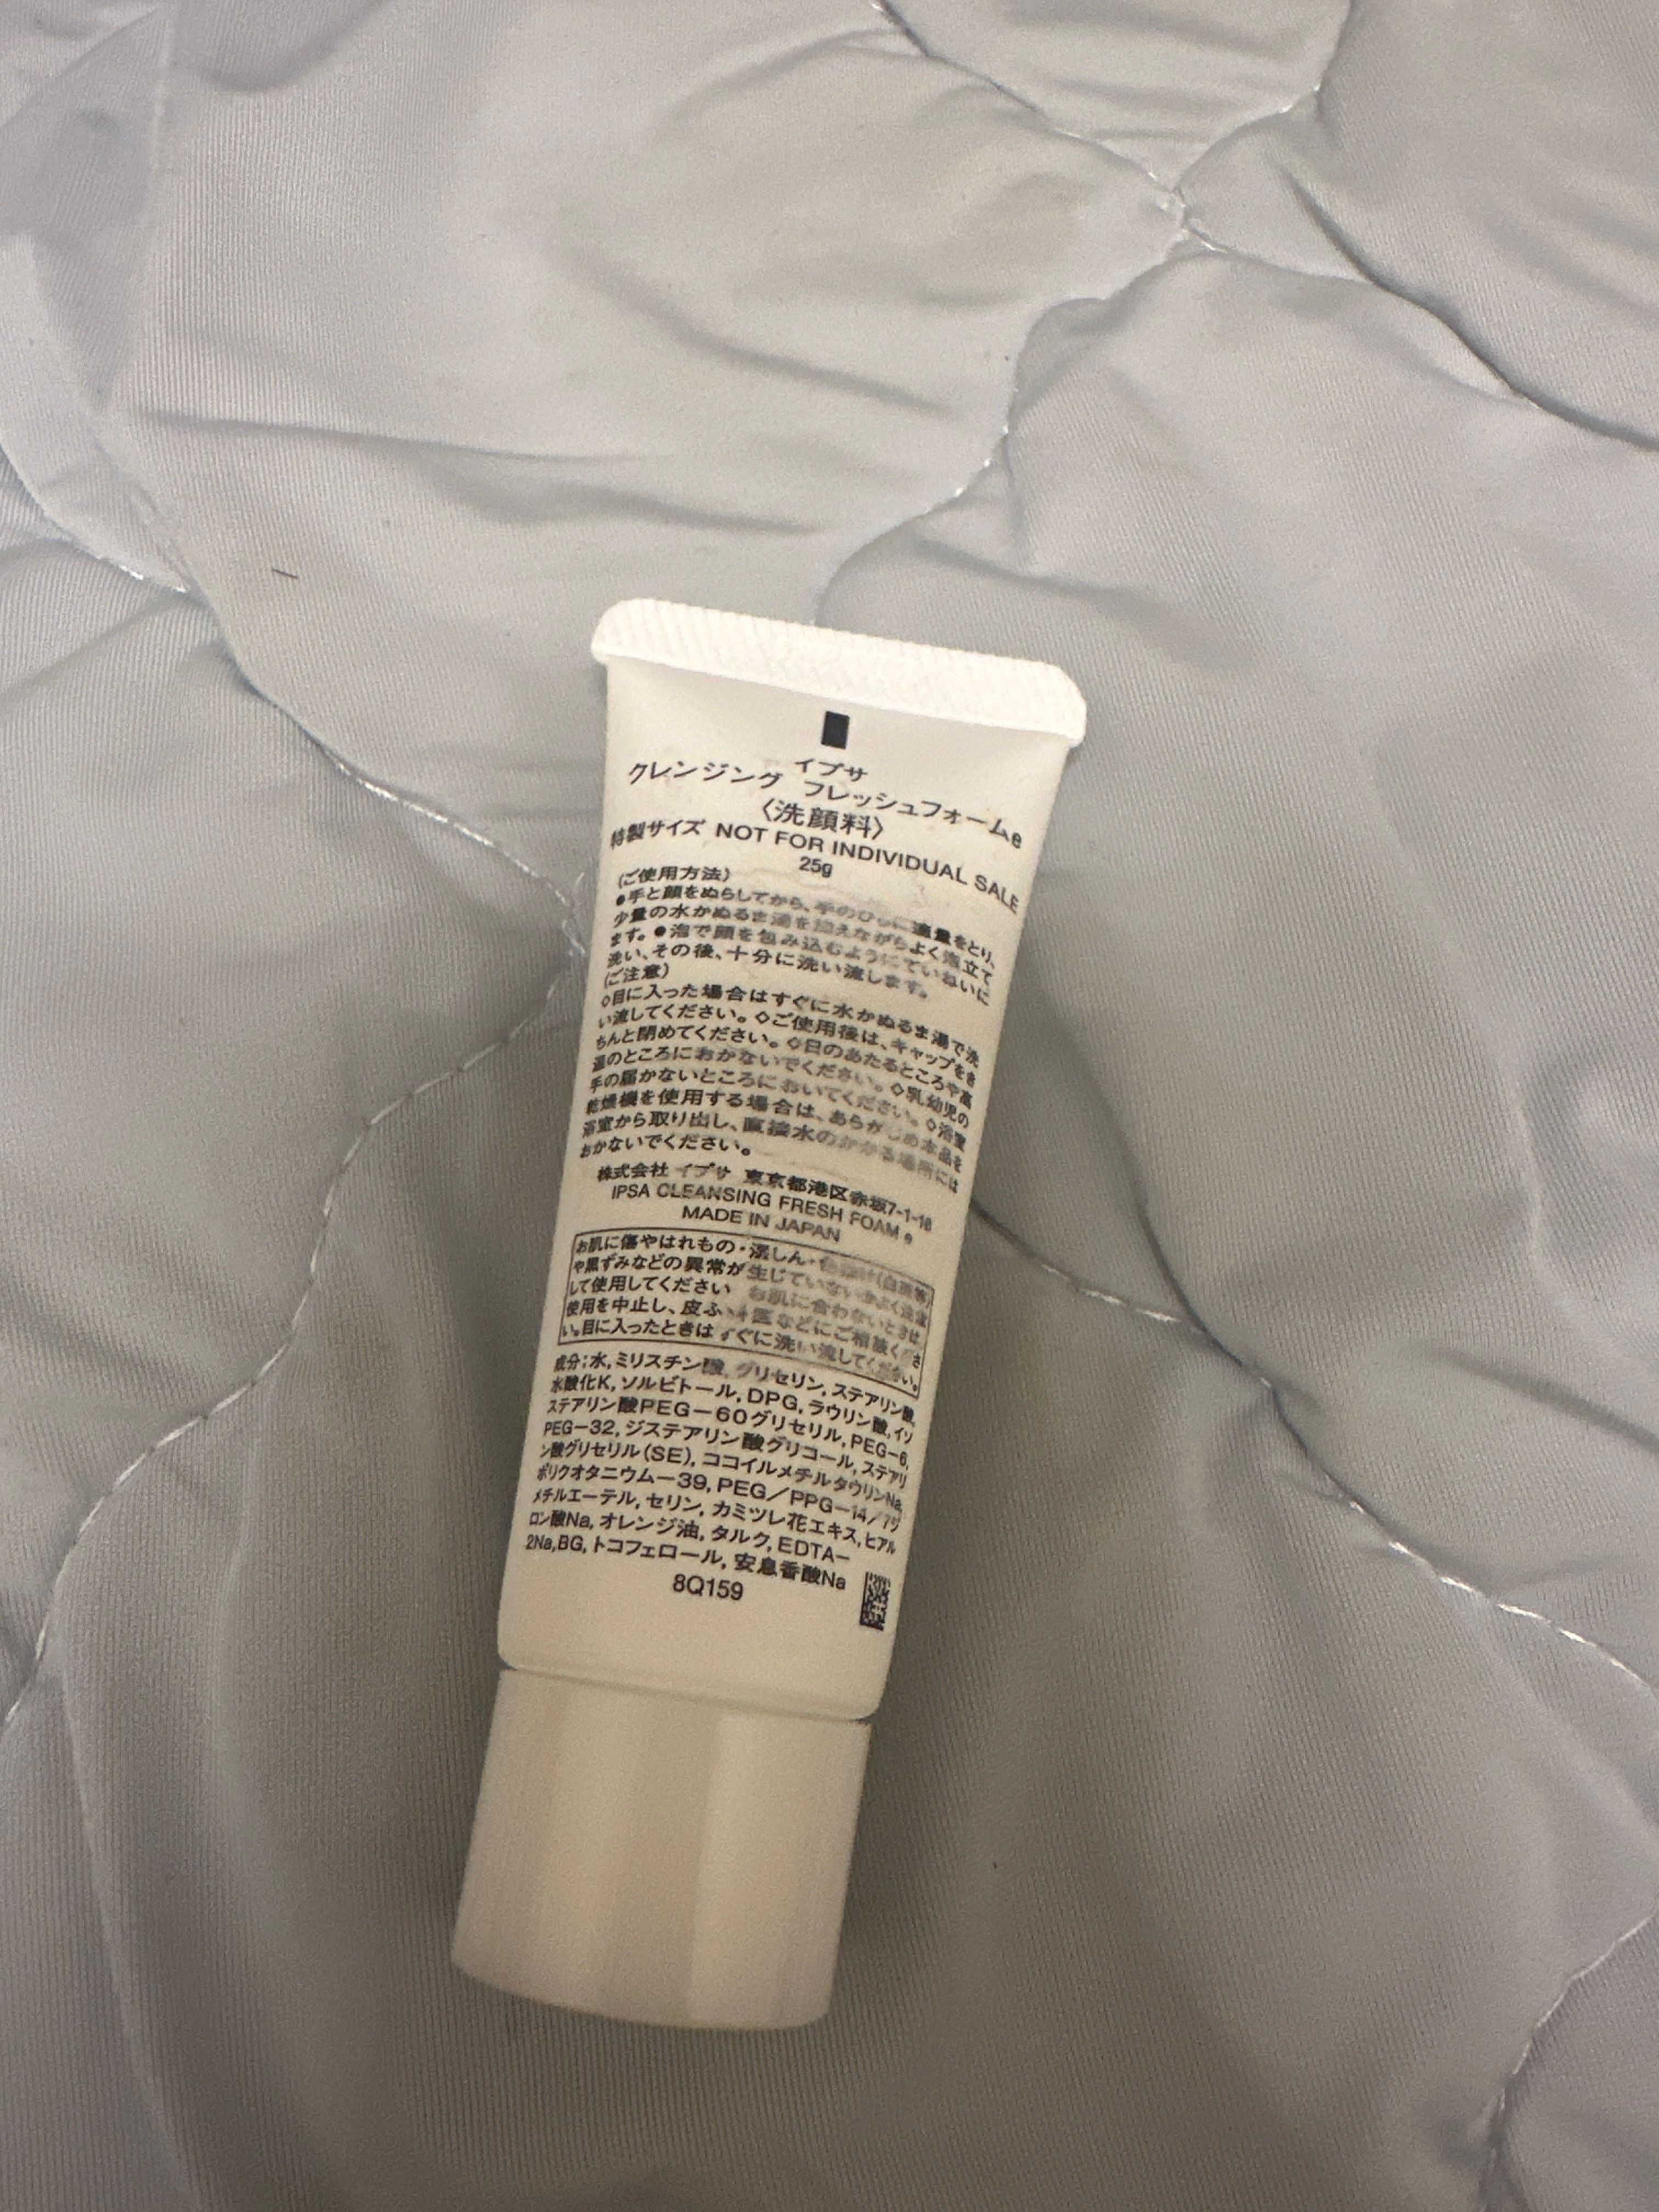 イプサ
クレンジング フレッシュフォームe
〈洗顔料〉
特製サイズ NOT FOR INDIVIDUAL SALE
25g
(ご使用方法)
●手と顔をぬらしてから、手のひらに適量をとり、
少量の水かぬるま湯を加えながらよく泡立て
ます。●泡で顔を包み込むようにていねいに
洗い、その後、十分に洗い流します。
(ご注意)
◇目に入った場合はすぐに水かぬるま湯で洗
い流してください。◇ご使用後は、キャップをき
ちんと閉めてください。◇日のあたるところや高
温のところにおかないでください。◇乳幼児の
手の届かないところにおいてください。◇浴室
乾燥機を使用する場合は、あらかじめ本品を
浴室から取り出し、直接水のかかる場所には
おかないでください。
株式会社 イプサ 東京都港区赤坂7-1-16
IPSA CLEANSING FRESH FOAM e
MADE IN JAPAN
お肌に傷やはれもの・湿しん・
や黒ずみなどの異常が生じていないかよく注意
して使用してください お肌に合わないときは、
使用を中止し、皮ふ 医などにご相談くださ
い。目に入ったときはすぐに洗い流してください。
成分:水,ミリスチン酸,グリセリン,ステアリン酸,
水酸化K,ソルビトール,DPG,ラウリン酸,イソ
ステアリン酸PEG-60グリセリル,PEG-6,
PEG-32,ジステアリン酸グリコール,ステアリ
ン酸グリセリル(SE),ココイルメチルタウリンNa,
ポリクオタニウム-39,PEG/PPG-14/7ジ
メチルエーテル,セリン,カミツレ花エキス,ヒアル
ロン酸Na,オレンジ油,タルク,EDTA-
2Na,BG,トコフェロール,安息香酸Na
8Q159